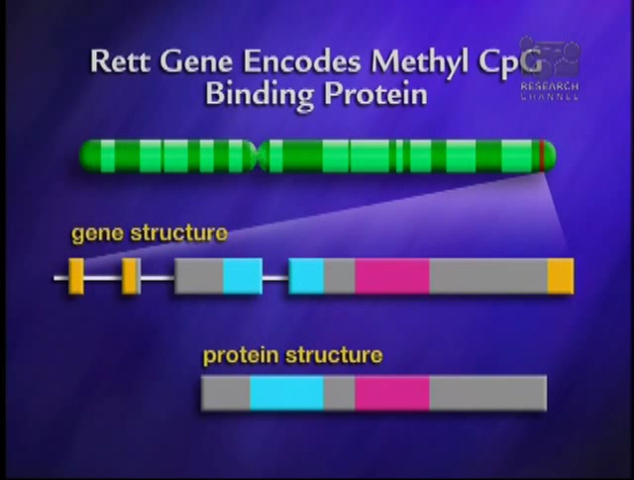 Rett Gene Encodes Methyl CpG
Binding Protein
RESEARCH
CHANNEL
gene structure
protein structure